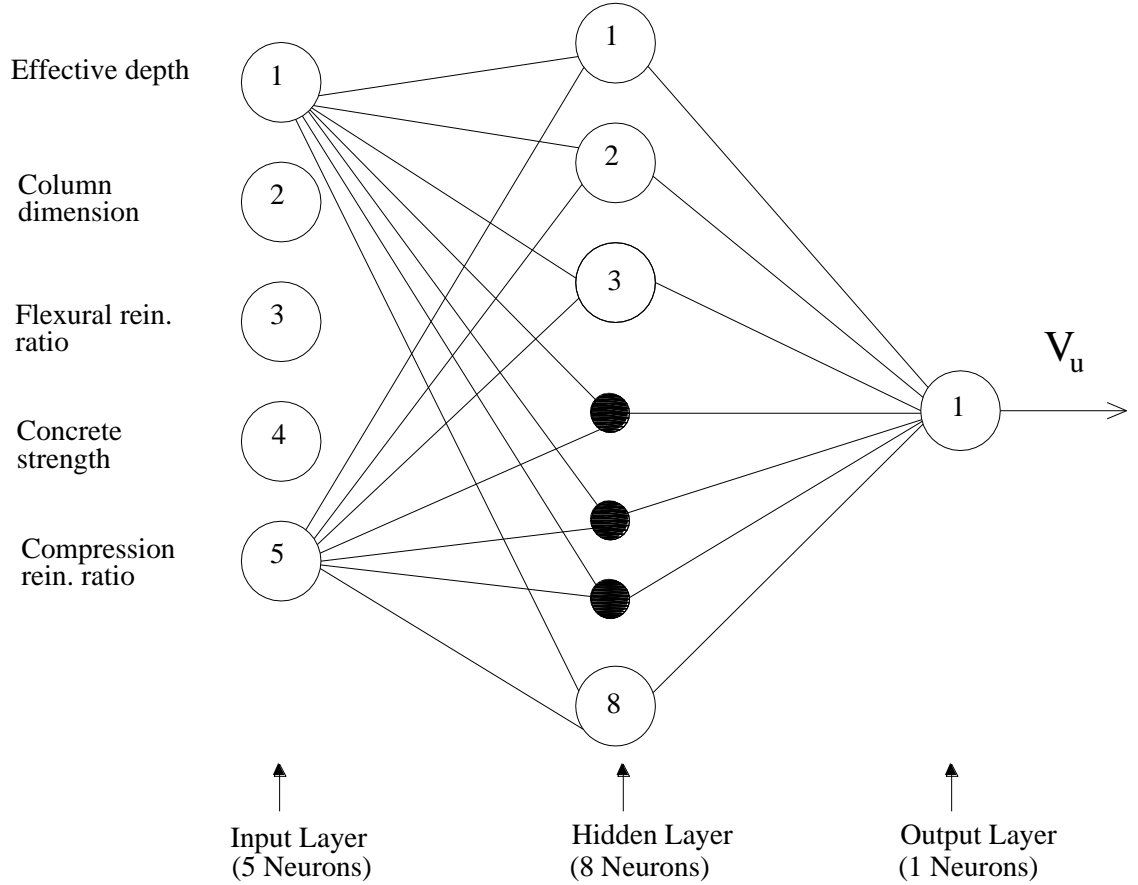 Effective depth
1
Column
dimension
2
Flexural rein.
ratio
3
Concrete
strength
4
Compression
rein. ratio
5
1
2
3
8
1
Vu
Input Layer
(5 Neurons)
Hidden Layer
(8 Neurons)
Output Layer
(1 Neurons)